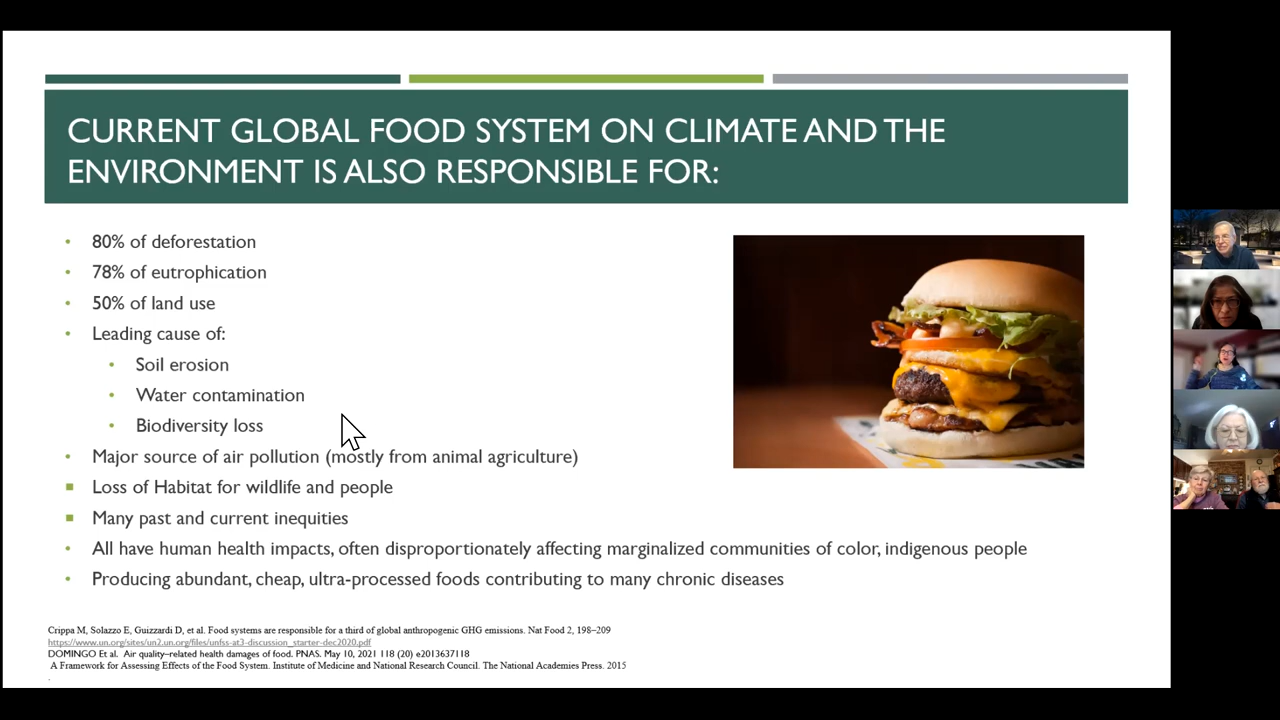 CURRENT GLOBAL FOOD SYSTEM ON CLIMATE AND THE
ENVIRONMENT IS ALSO RESPONSIBLE FOR:
• 80% of deforestation
• 78% of eutrophication
• 50% of land use
• Leading cause of:
• Soil erosion
• Water contamination
• Biodiversity loss
• Major source of air pollution (mostly from animal agriculture)
▪ Loss of Habitat for wildlife and people
▪ Many past and current inequities
• All have human health impacts, often disproportionately affecting marginalized communities of color, indigenous people
• Producing abundant, cheap, ultra-processed foods contributing to many chronic diseases
Crippa M, Solazzo E, Guizzardi D, et al. Food systems are responsible for a third of global anthropogenic GHG emissions. Nat Food 2, 198–209
https://www.un.org/sites/un2.un.org/files/unfss-at3-discussion_starter-dec2020.pdf
DOMINGO Et al. Air quality–related health damages of food. PNAS. May 10, 2021 118 (20) e2013637118
A Framework for Assessing Effects of the Food System. Institute of Medicine and National Research Council. The National Academies Press. 2015
.